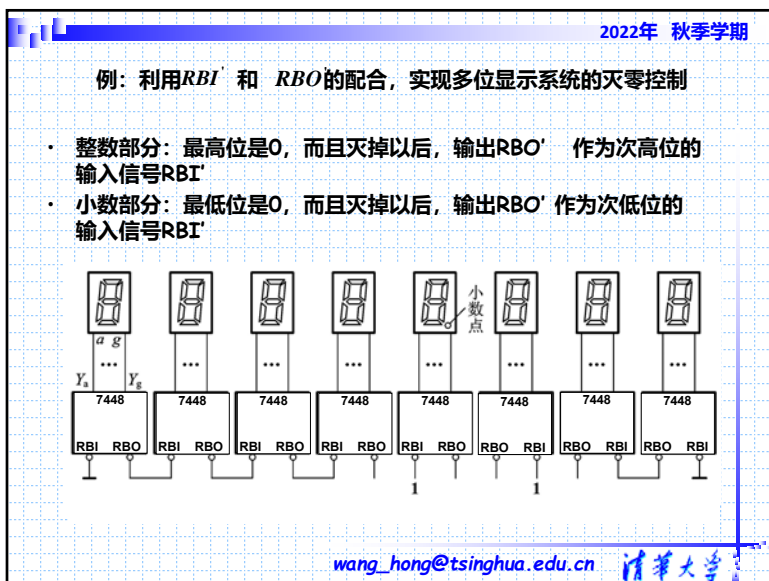 2022年 秋季学期
例：利用RBI' 和 RBO'的配合，实现多位显示系统的灭零控制
· 整数部分：最高位是0，而且灭掉以后，输出RBO' 作为次高位的
输入信号RBI'
· 小数部分：最低位是0，而且灭掉以后，输出RBO' 作为次低位的
输入信号RBI'
小数点
a g
... ... ... ... ... ... ... ...
Ya Yg
7448 7448 7448 7448 7448 7448 7448 7448
RBI RBO RBI RBO RBI RBO RBI RBO RBI RBO RBO RBI RBO RBI RBO RBI
1 1
wang_hong@tsinghua.edu.cn 清华大学